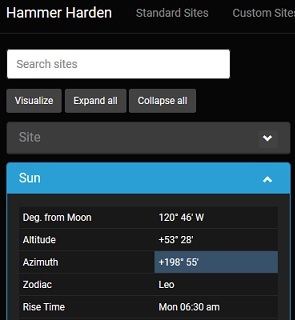 Hammer Harden Standard Sites Custom Sites
Search sites
Visualize Expand all Collapse all
Site
Sun
Deg. from Moon 120° 46' W
Altitude +53° 28'
Azimuth +198° 55'
Zodiac Leo
Rise Time Mon 06:30 am